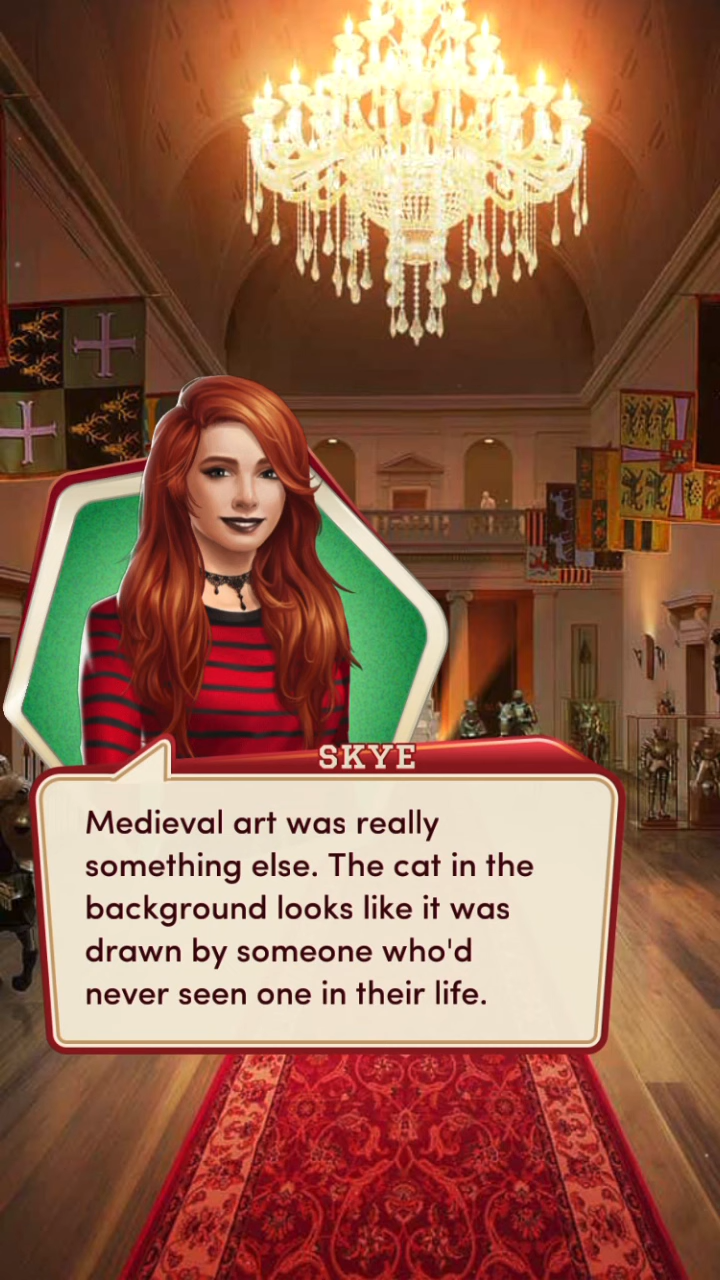 SKYE
Medieval art was really
something else. The cat in the
background looks like it was
drawn by someone who'd
never seen one in their life.